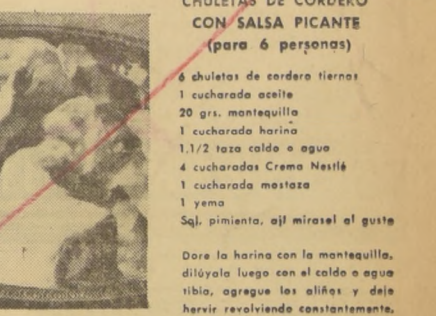 CHULETAS DE CORDERO
CON SALSA PICANTE
(para 6 personas)
6 chuletas de cordero tiernas
1 cucharada aceite
20 grs. mantequilla
1 cucharada harina
1.1/2 taza caldo o agua
4 cucharadas Crema Nestlé
1 cucharada mostaza
1 yema
Sal, pimienta, ají mirasol al gusto
Dore la harina con la mantequilla,
dilúyala luego con el caldo o agua
tibia, agregue los aliños y deje
hervir revolviendo constantemente,